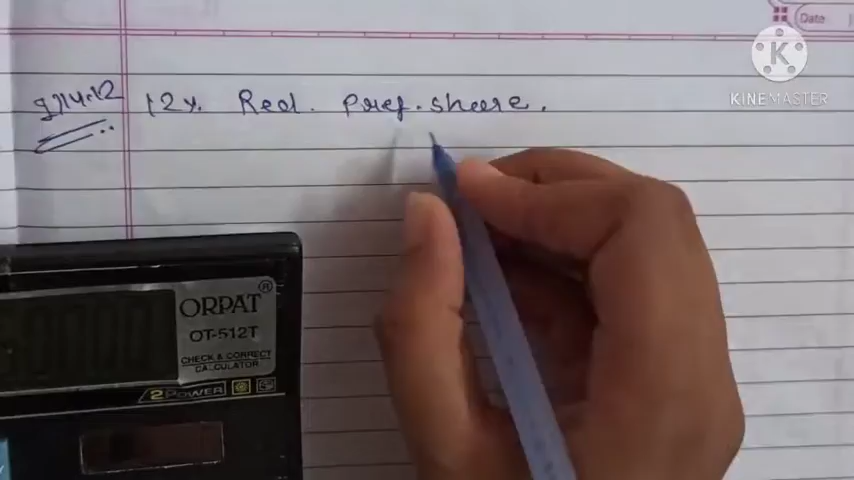 Date
KINEMASTER
12%. Red. Pref. share.
ORPAT®
OT-512T
CHECK & CORRECT
CALCULATOR
2 POWER